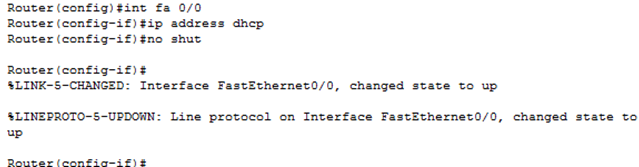 Router(config)#int fa 0/0
Router(config-if)#ip address dhcp
Router(config-if)#no shut
Router(config-if)#
%LINK-5-CHANGED: Interface FastEthernet0/0, changed state to up
%LINEPROTO-5-UPDOWN: Line protocol on Interface FastEthernet0/0, changed state to
up
Router(config-if)#